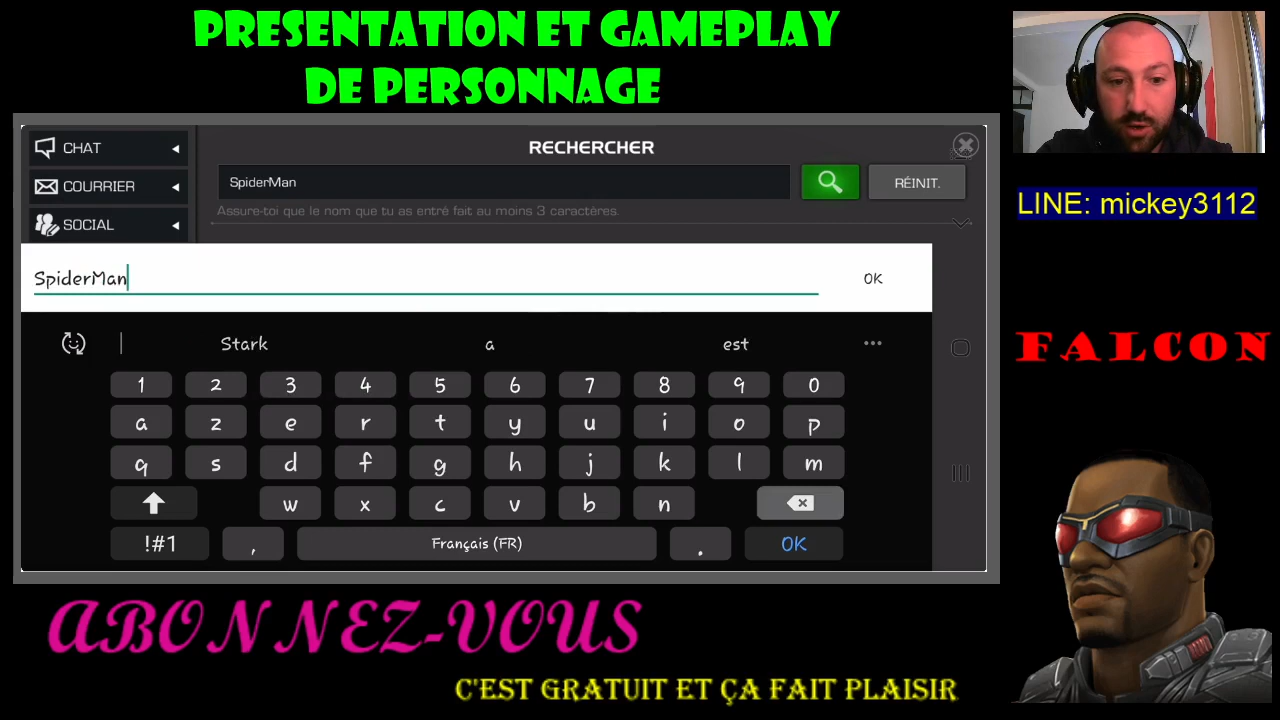 PRESENTATION ET GAMEPLAY
DE PERSONNAGE
CHAT
COURRIER
SOCIAL
RECHERCHER
SpiderMan
RÉINIT.
Assure-toi que le nom que tu as entré fait au moins 3 caractères.
SpiderMan
OK
Stark a est
1 2 3 4 5 6 7 8 9 0
a z e r t y u i o p
q s d f g h j k l m
w x c v b n
!#1 , Français (FR) . OK
LINE: mickey3112
FALCON
ABONNEZ-VOUS
C'EST GRATUIT ET ÇA FAIT PLAISIR